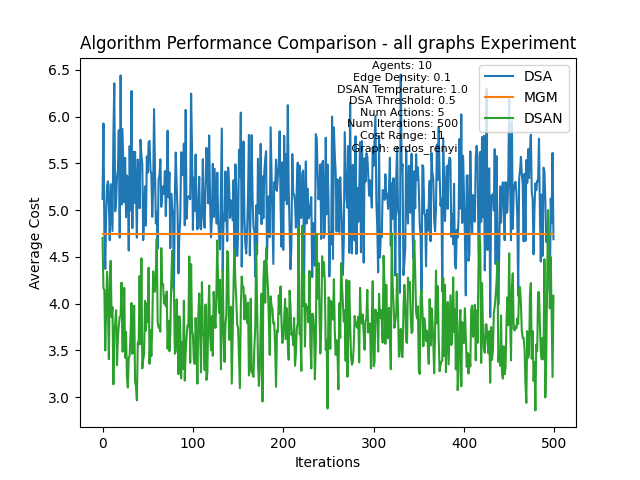 Algorithm Performance Comparison - all graphs Experiment
Agents: 10
Edge Density: 0.1
DSAN Temperature: 1.0
DSA Threshold: 0.5
Num Actions: 5
Num Iterations: 500
Cost Range: 11
Graph: erdos_renyi
DSA
MGM
DSAN
6.5
6.0
5.5
5.0
4.5
4.0
3.5
3.0
Average Cost
0
100
200
300
400
500
Iterations